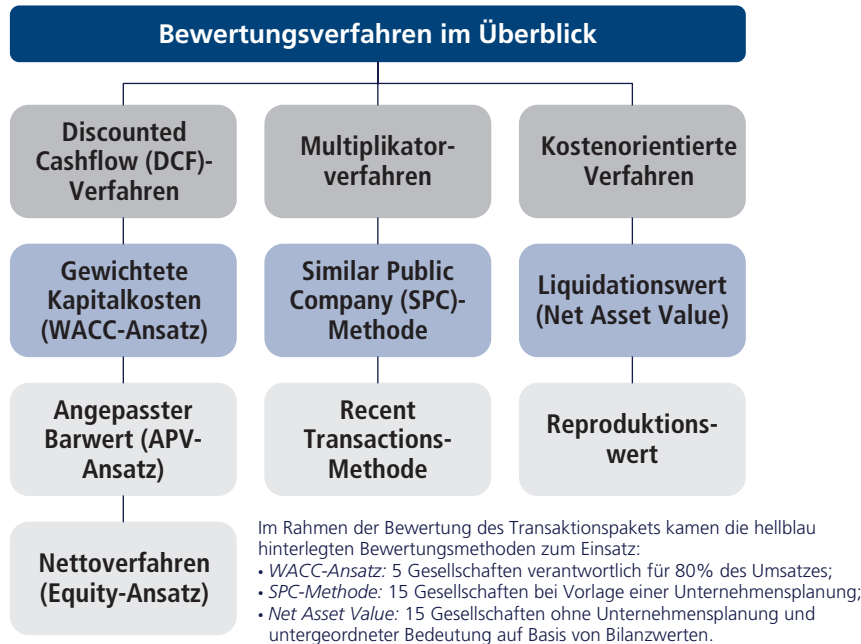 Bewertungsverfahren im Überblick
Discounted
Cashflow (DCF)-
Verfahren
Multiplikator-
verfahren
Kostenorientierte
Verfahren
Gewichtete
Kapitalkosten
(WACC-Ansatz)
Similar Public
Company (SPC)-
Methode
Liquidationswert
(Net Asset Value)
Angepasster
Barwert (APV-
Ansatz)
Recent
Transactions-
Methode
Reproduktions-
wert
Nettoverfahren
(Equity-Ansatz)
Im Rahmen der Bewertung des Transaktionspakets kamen die hellblau
hinterlegten Bewertungsmethoden zum Einsatz:
• WACC-Ansatz: 5 Gesellschaften verantwortlich für 80% des Umsatzes;
• SPC-Methode: 15 Gesellschaften bei Vorlage einer Unternehmensplanung;
• Net Asset Value: 15 Gesellschaften ohne Unternehmensplanung und
untergeordneter Bedeutung auf Basis von Bilanzwerten.